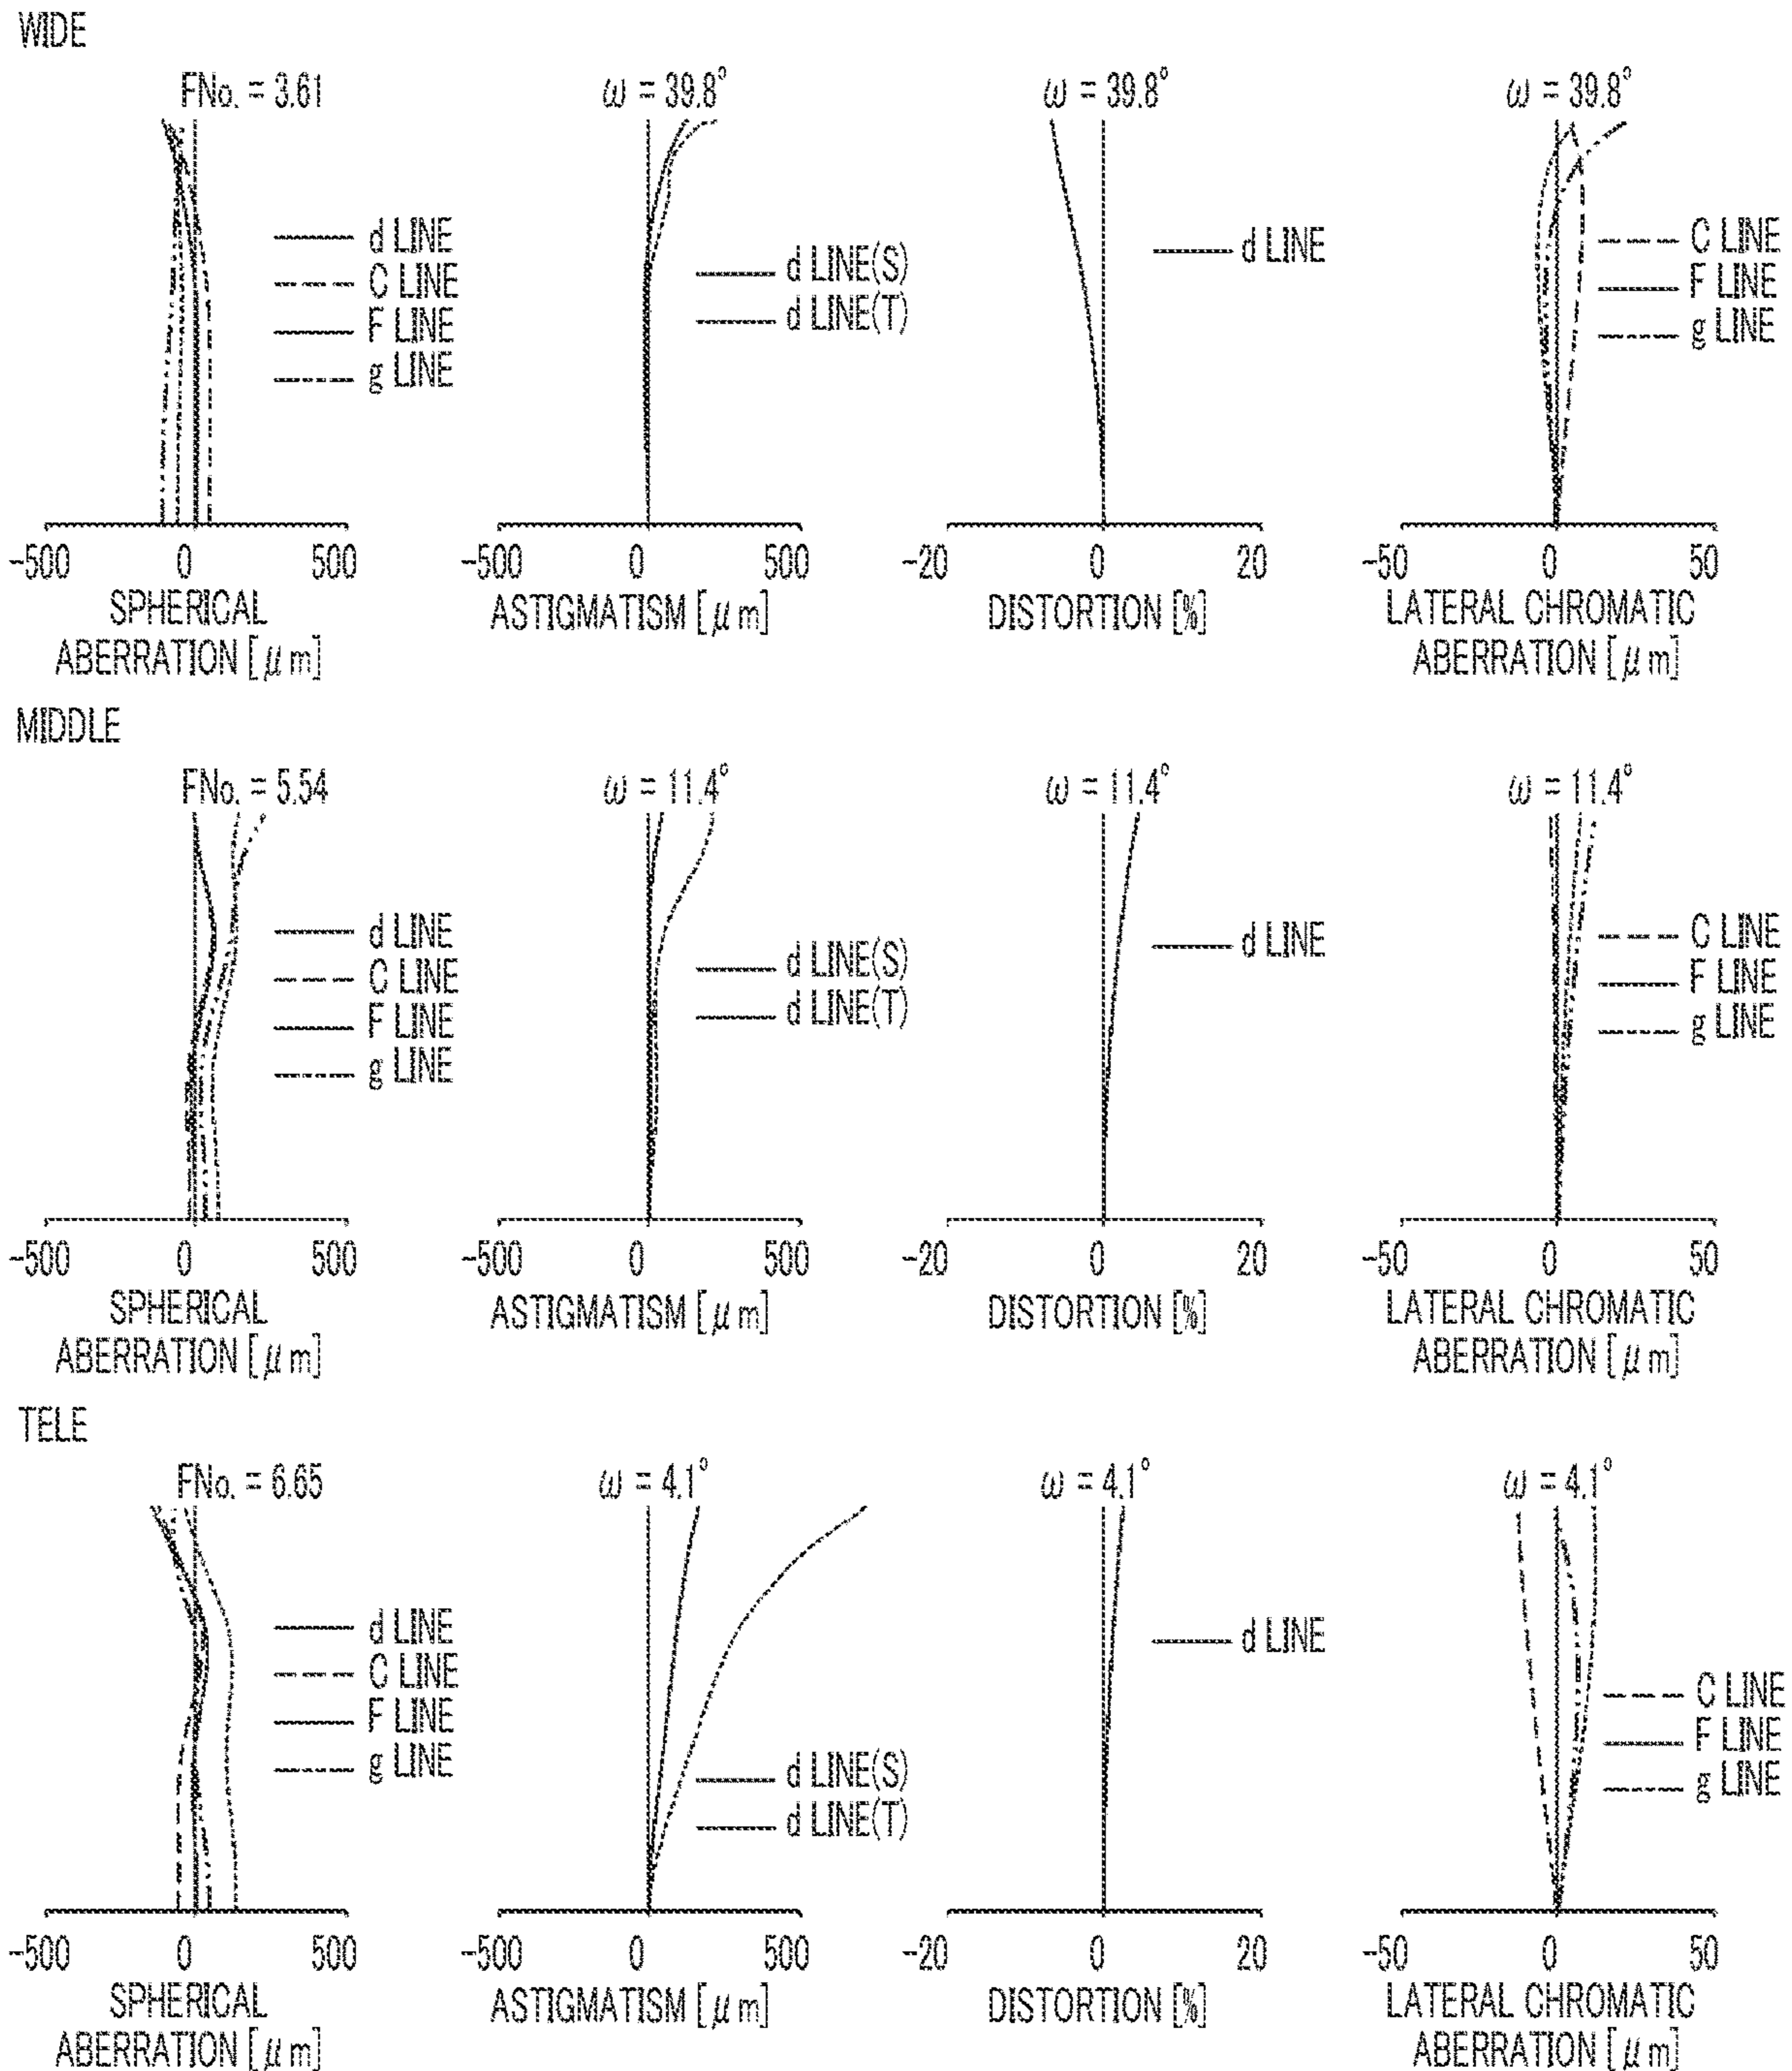 WIDE
FNo. = 3.61
ω = 39.8°
ω = 39.8°
ω = 39.8°
d LINE
C LINE
F LINE
g LINE
d LINE(S)
d LINE(T)
d LINE
C LINE
F LINE
g LINE
-500 0 500
-500 0 500
-20 0 20
-50 0 50
SPHERICAL
ABERRATION [μm]
ASTIGMATISM [μm]
DISTORTION [%]
LATERAL CHROMATIC
ABERRATION [μm]
MIDDLE
FNo. = 5.54
ω = 11.4°
ω = 11.4°
ω = 11.4°
d LINE
C LINE
F LINE
g LINE
d LINE(S)
d LINE(T)
d LINE
C LINE
F LINE
g LINE
-500 0 500
-500 0 500
-20 0 20
-50 0 50
SPHERICAL
ABERRATION [μm]
ASTIGMATISM [μm]
DISTORTION [%]
LATERAL CHROMATIC
ABERRATION [μm]
TELE
FNo. = 6.65
ω = 4.1°
ω = 4.1°
ω = 4.1°
d LINE
C LINE
F LINE
g LINE
d LINE(S)
d LINE(T)
d LINE
C LINE
F LINE
g LINE
-500 0 500
-500 0 500
-20 0 20
-50 0 50
SPHERICAL
ABERRATION [μm]
ASTIGMATISM [μm]
DISTORTION [%]
LATERAL CHROMATIC
ABERRATION [μm]